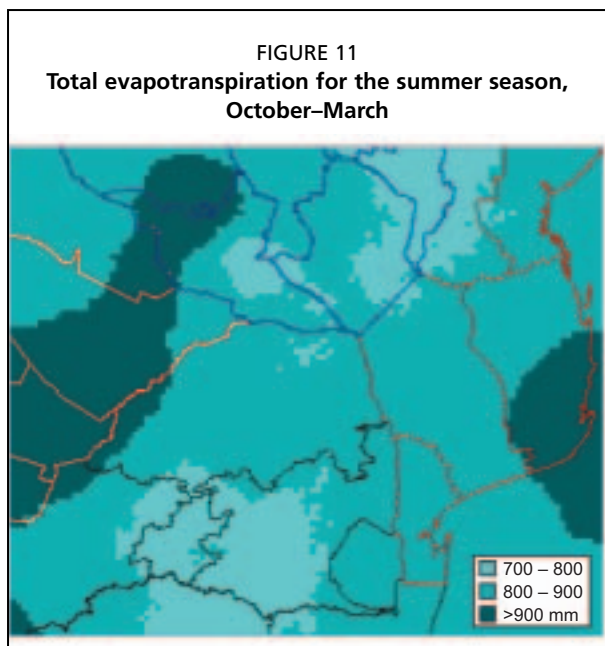 FIGURE 11
Total evapotranspiration for the summer season,
October–March
700 – 800
800 – 900
>900 mm